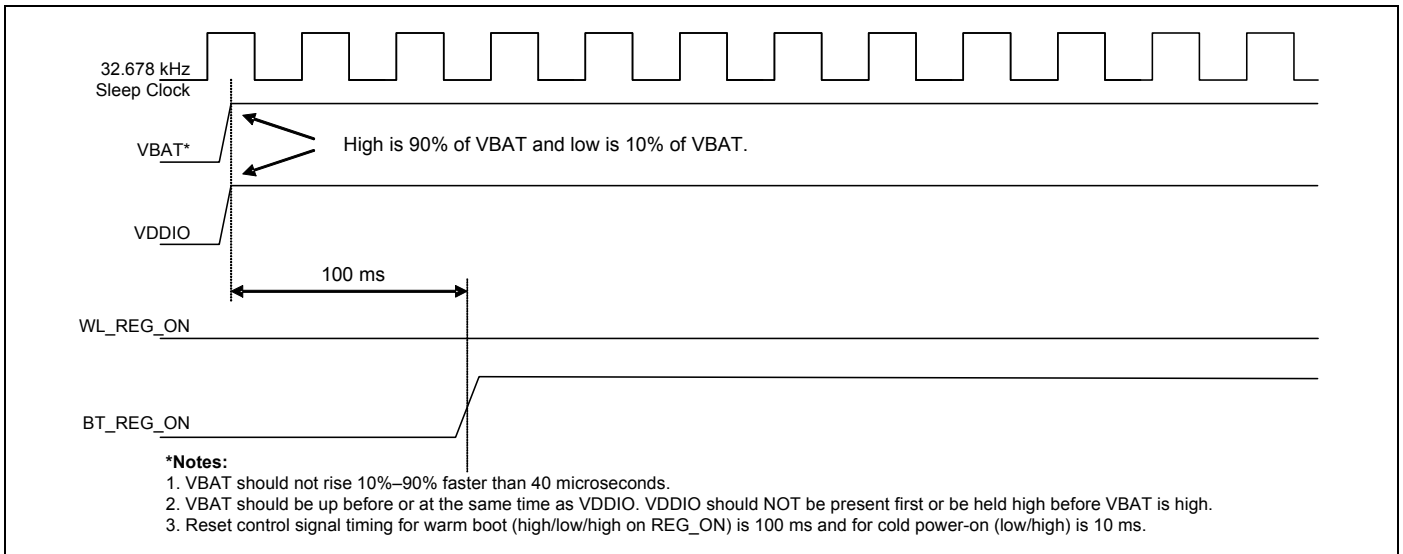 32.678 kHz
Sleep Clock
VBAT*
High is 90% of VBAT and low is 10% of VBAT.
VDDIO
100 ms
WL_REG_ON
BT_REG_ON
*Notes:
1. VBAT should not rise 10%–90% faster than 40 microseconds.
2. VBAT should be up before or at the same time as VDDIO. VDDIO should NOT be present first or be held high before VBAT is high.
3. Reset control signal timing for warm boot (high/low/high on REG_ON) is 100 ms and for cold power-on (low/high) is 10 ms.